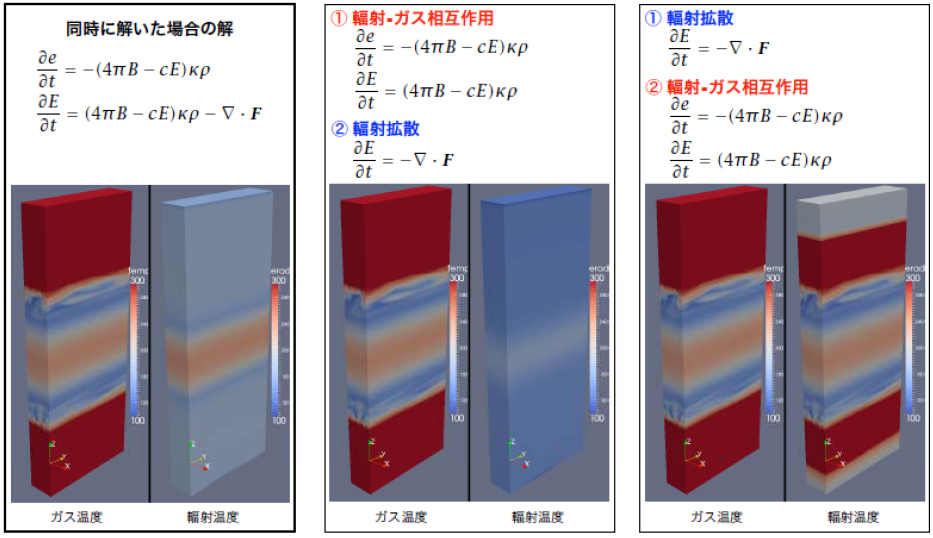 同時に解いた場合の解
∂e/∂t = −(4πB − cE)κρ
∂E/∂t = (4πB − cE)κρ − ∇ · F
300
100
300
100
ガス温度
輻射温度
① 輻射-ガス相互作用
∂e/∂t = −(4πB − cE)κρ
∂E/∂t = (4πB − cE)κρ
② 輻射拡散
∂E/∂t = −∇ · F
300
100
300
100
ガス温度
輻射温度
① 輻射拡散
∂E/∂t = −∇ · F
② 輻射-ガス相互作用
∂e/∂t = −(4πB − cE)κρ
∂E/∂t = (4πB − cE)κρ
300
100
300
100
ガス温度
輻射温度